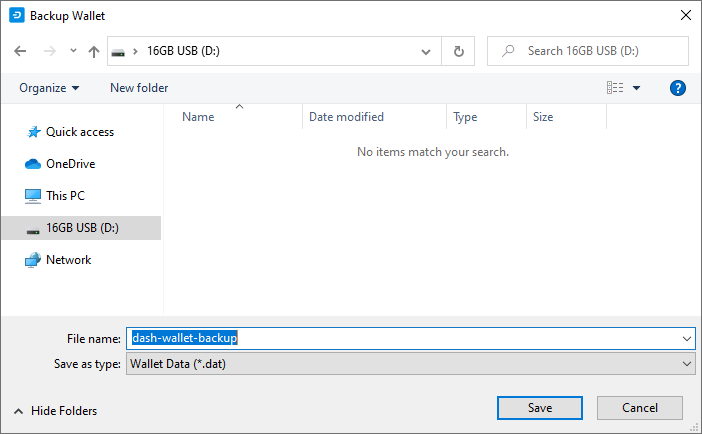 Backup Wallet
16GB USB (D:)
Search 16GB USB (D:)
Organize
New folder
?
Name
Date modified
Type
Size
Quick access
OneDrive
This PC
16GB USB (D:)
Network
No items match your search.
File name: dash-wallet-backup
Save as type: Wallet Data (*.dat)
Hide Folders
Save
Cancel